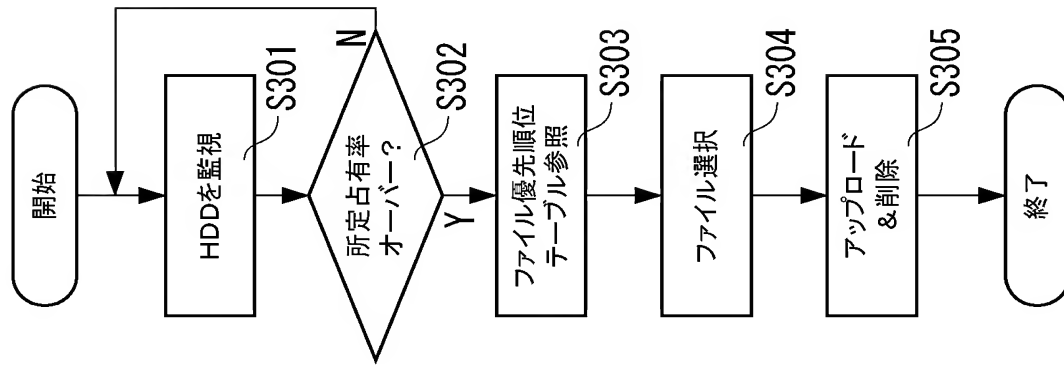 開始
HDDを監視
S301
所定占有率
オーバー?
N
S302
Y
ファイル優先順位
テーブル参照
S303
ファイル選択
S304
アップロード
&削除
S305
終了